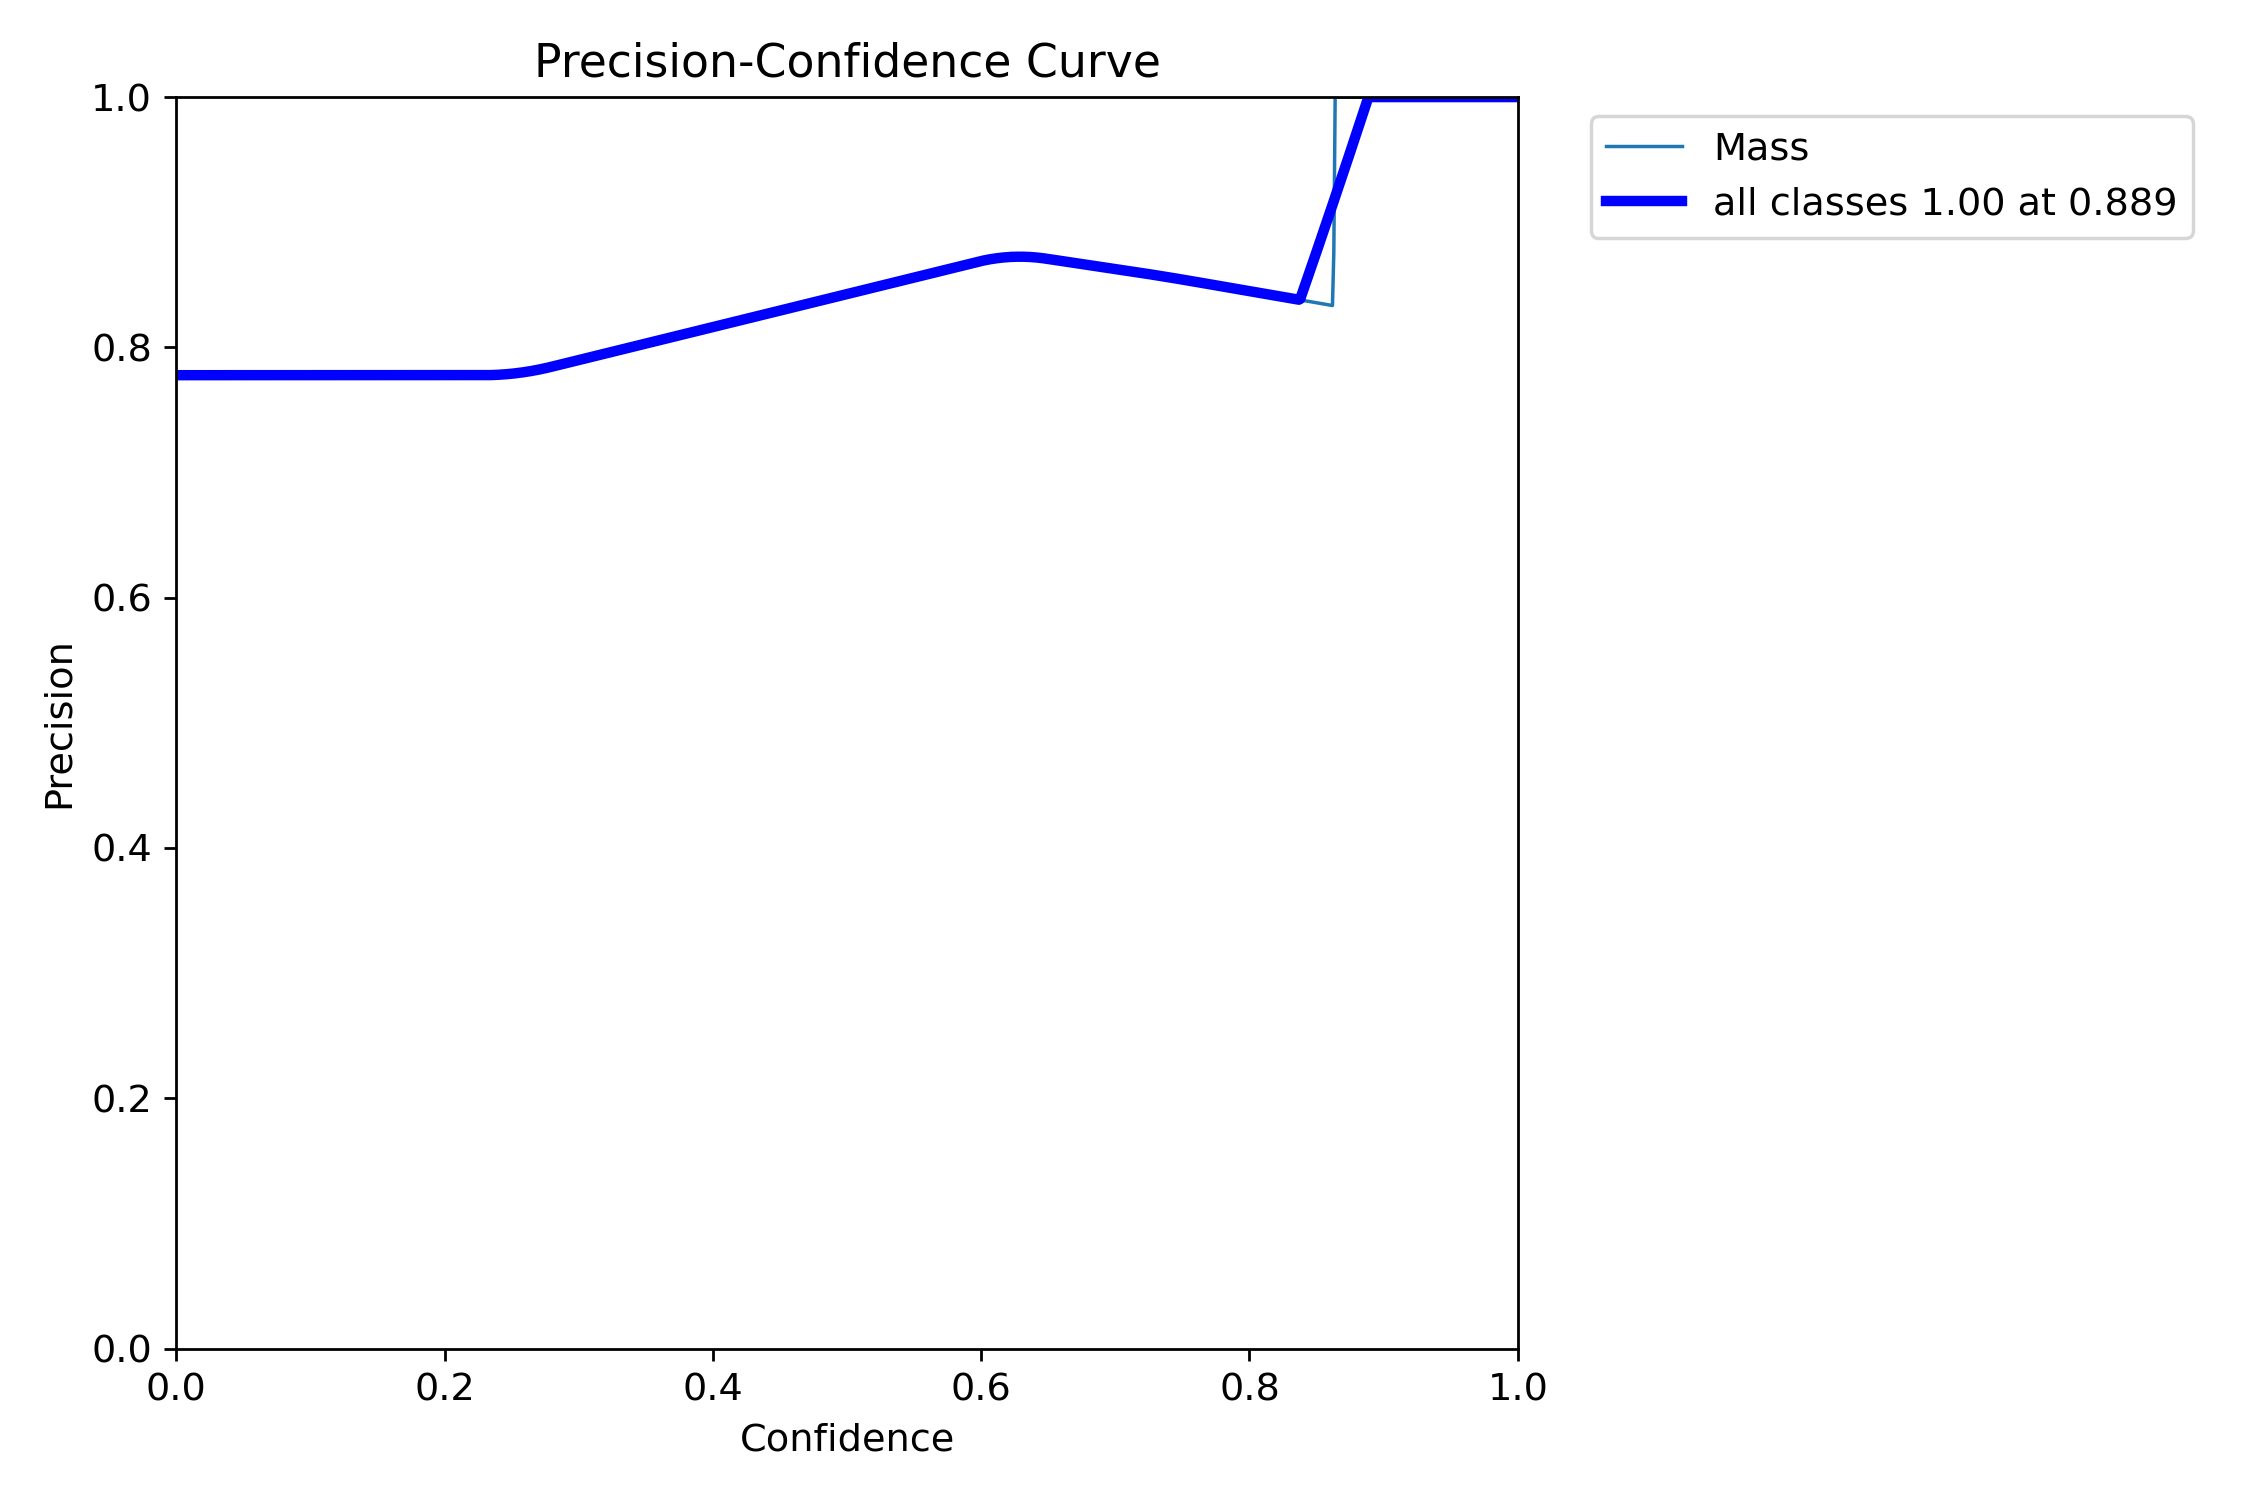 Precision-Confidence Curve
1.0
0.8
0.6
0.4
0.2
0.0
Precision
0.0 0.2 0.4 0.6 0.8 1.0
Confidence
Mass
all classes 1.00 at 0.889